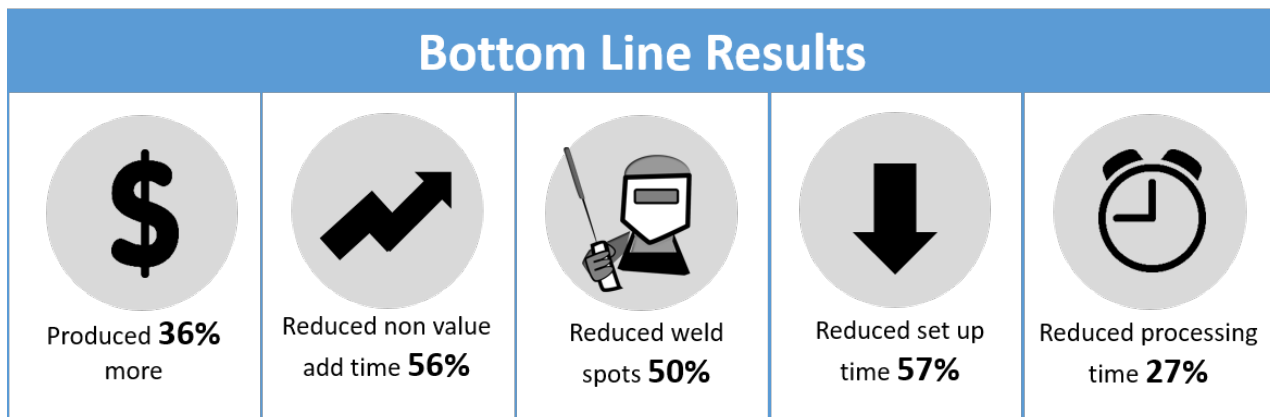 Bottom Line Results
Produced 36%
more
Reduced non value
add time 56%
Reduced weld
spots 50%
Reduced set up
time 57%
Reduced processing
time 27%